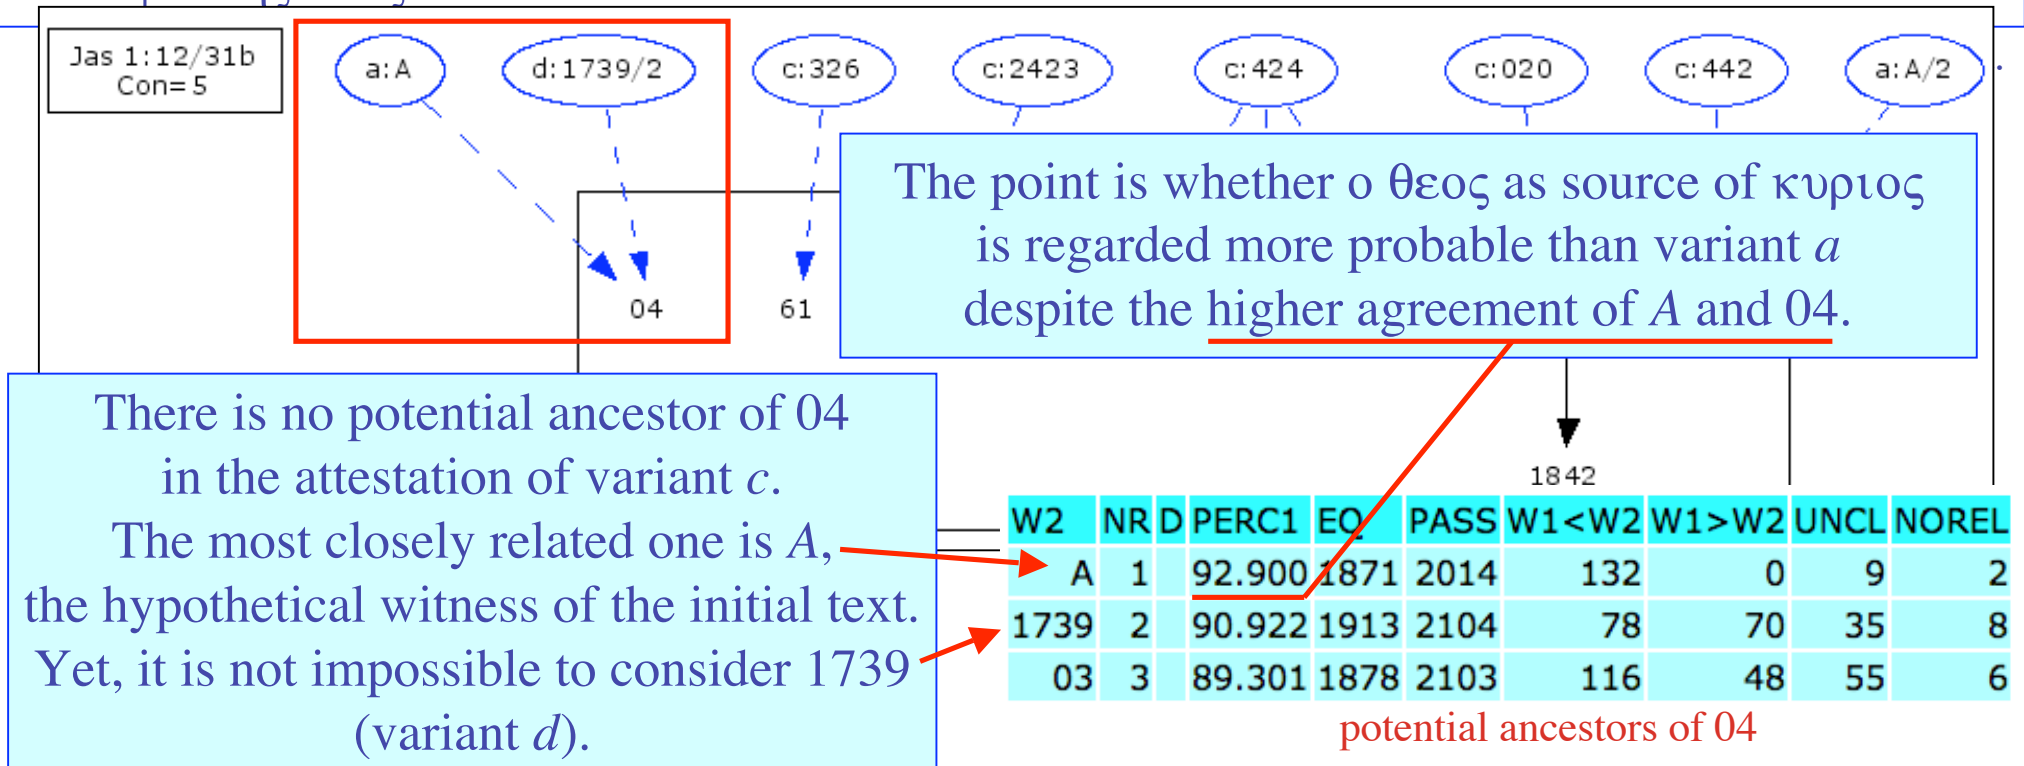 Jas 1:12/31b
Con= 5
a:A
d:1739/2
c:326
c:2423
c:424
c:020
c:442
a:A/2
04
61
The point is whether ο θεος as source of κυριος
is regarded more probable than variant a
despite the higher agreement of A and 04.
There is no potential ancestor of 04
in the attestation of variant c.
The most closely related one is A,
the hypothetical witness of the initial text.
Yet, it is not impossible to consider 1739
(variant d).
1842
W2 NR D PERC1 EQ PASS W1<W2 W1>W2 UNCL NOREL
A 1 92.900 1871 2014 132 0 9 2
1739 2 90.922 1913 2104 78 70 35 8
03 3 89.301 1878 2103 116 48 55 6
potential ancestors of 04